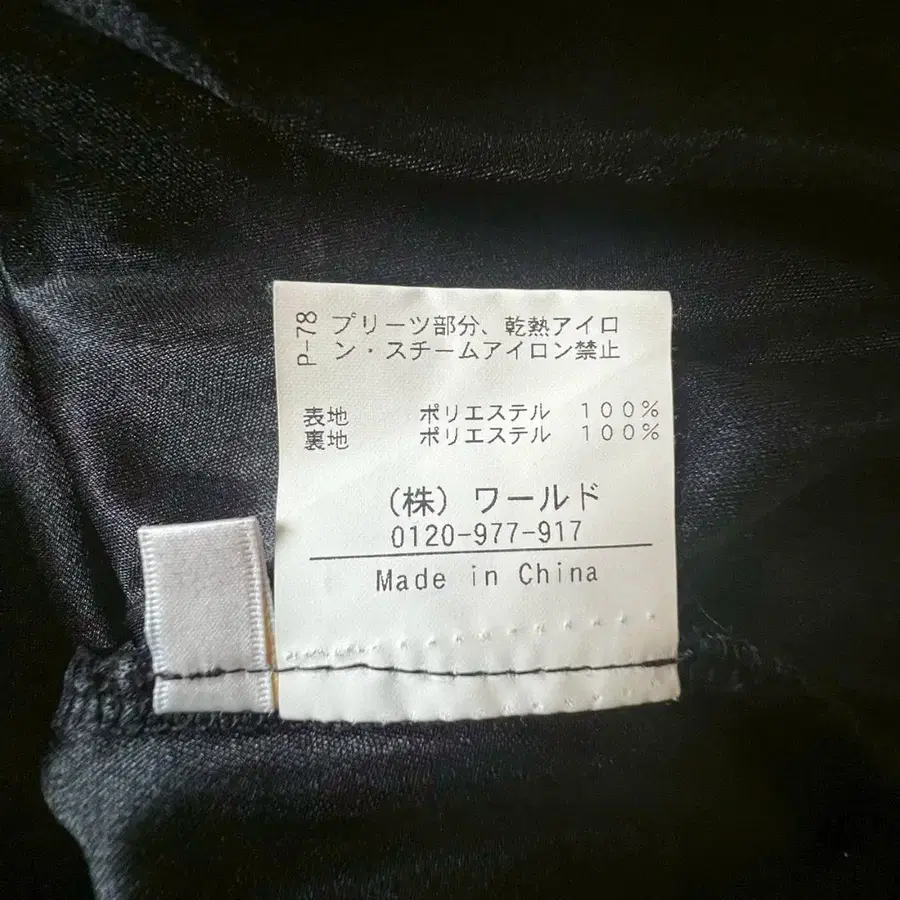 P-78
プリーツ部分、乾熱アイロ
ン・スチームアイロン禁止
表地 ポリエステル 100%
裏地 ポリエステル 100%
(株) ワールド
0120-977-917
Made in China